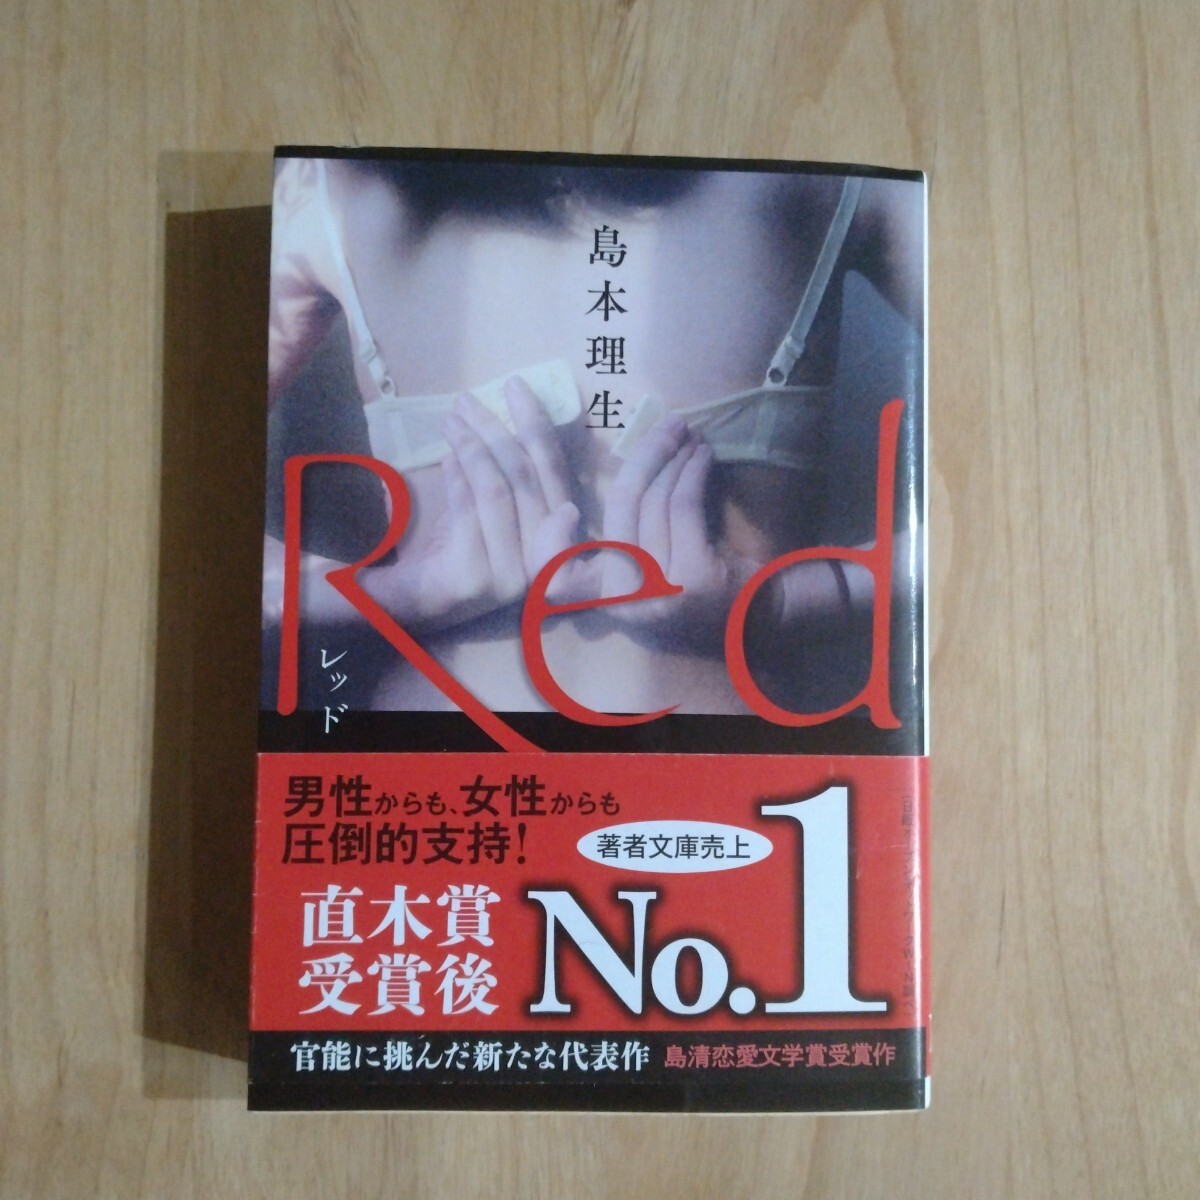 島本理生
Red
レッド
男性からも、女性からも
圧倒的支持!
著者文庫売上
直木賞
受賞後
No.1
官能に挑んだ新たな代表作
島清恋愛文学賞受賞作